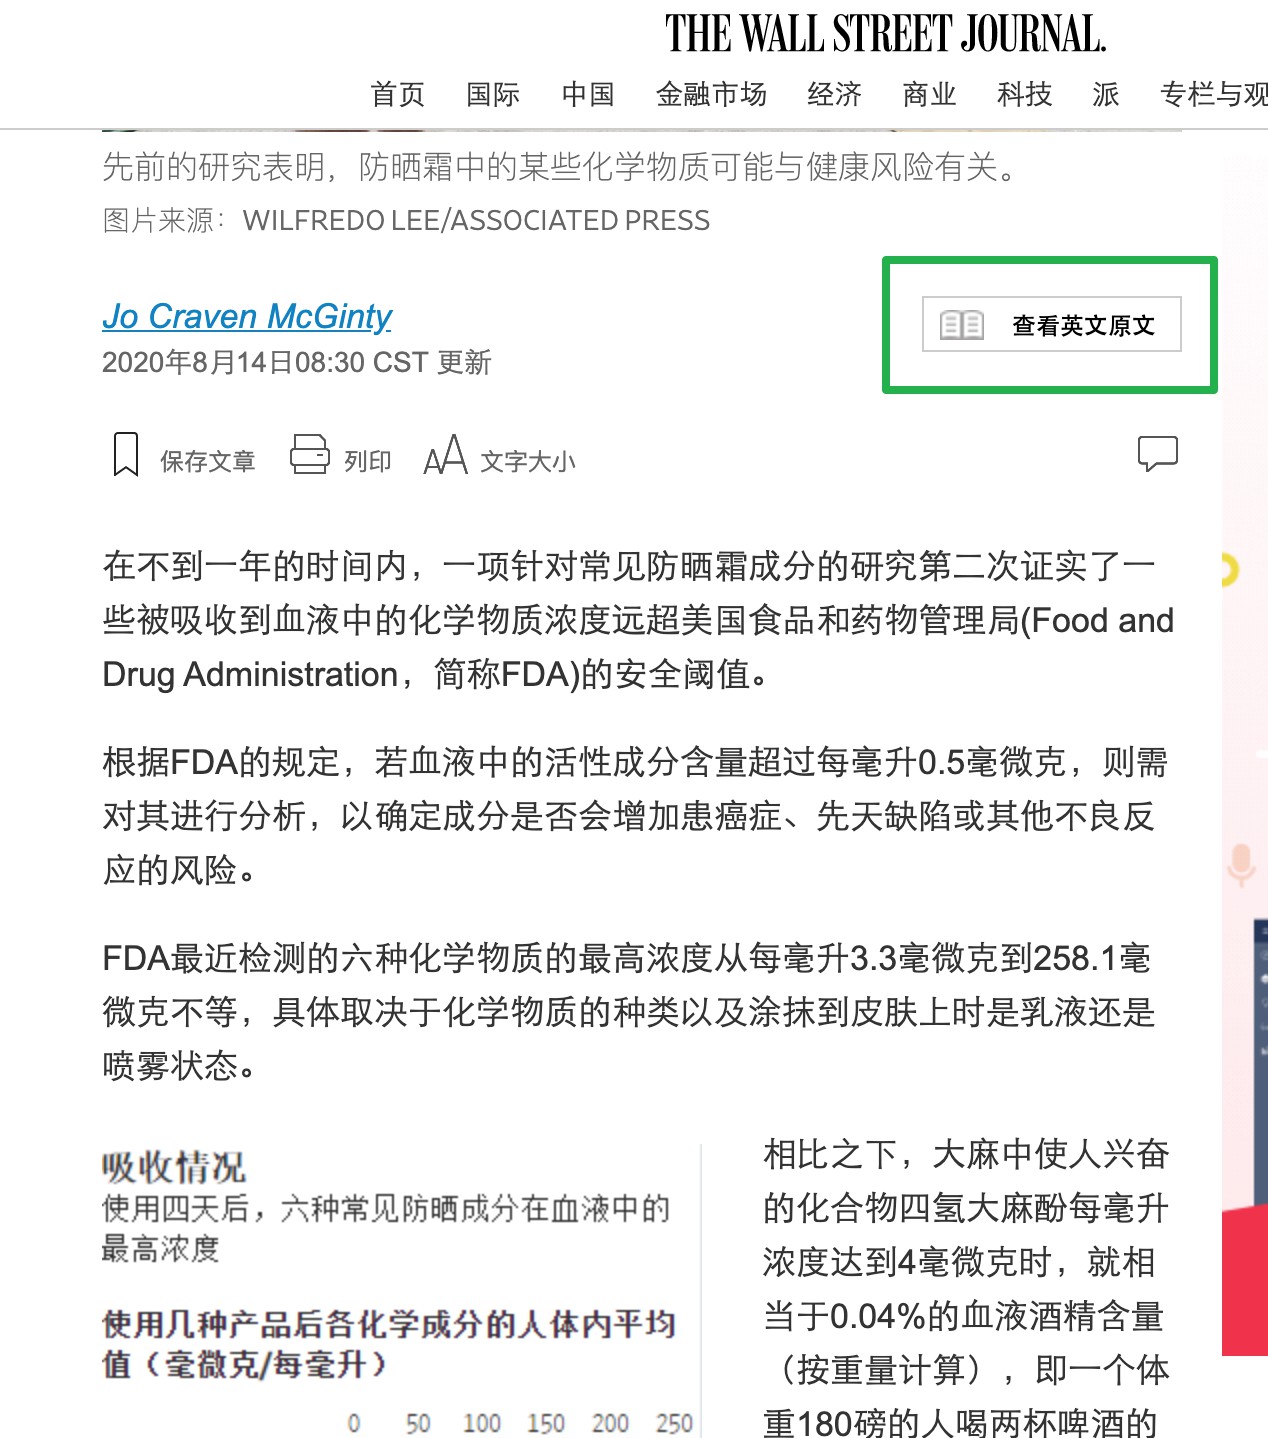 THE WALL STREET JOURNAL.
首页 国际 中国 金融市场 经济 商业 科技 派 专栏与观
先前的研究表明，防晒霜中的某些化学物质可能与健康风险有关。
图片来源：WILFREDO LEE/ASSOCIATED PRESS
Jo Craven McGinty
2020年8月14日08:30 CST 更新
查看英文原文
保存文章 列印 AA 文字大小
在不到一年的时间内，一项针对常见防晒霜成分的研究第二次证实了一
些被吸收到血液中的化学物质浓度远超美国食品和药物管理局(Food and
Drug Administration，简称FDA)的安全阈值。
根据FDA的规定，若血液中的活性成分含量超过每毫升0.5毫微克，则需
对其进行分析，以确定成分是否会增加患癌症、先天缺陷或其他不良反
应的风险。
FDA最近检测的六种化学物质的最高浓度从每毫升3.3毫微克到258.1毫
微克不等，具体取决于化学物质的种类以及涂抹到皮肤上时是乳液还是
喷雾状态。
吸收情况
使用四天后，六种常见防晒成分在血液中的
最高浓度
使用几种产品后各化学成分的人体内平均
值（毫微克/每毫升）
0 50 100 150 200 250
相比之下，大麻中使人兴奋
的化合物四氢大麻酚每毫升
浓度达到4毫微克时，就相
当于0.04%的血液酒精含量
（按重量计算），即一个体
重180磅的人喝两杯啤酒的